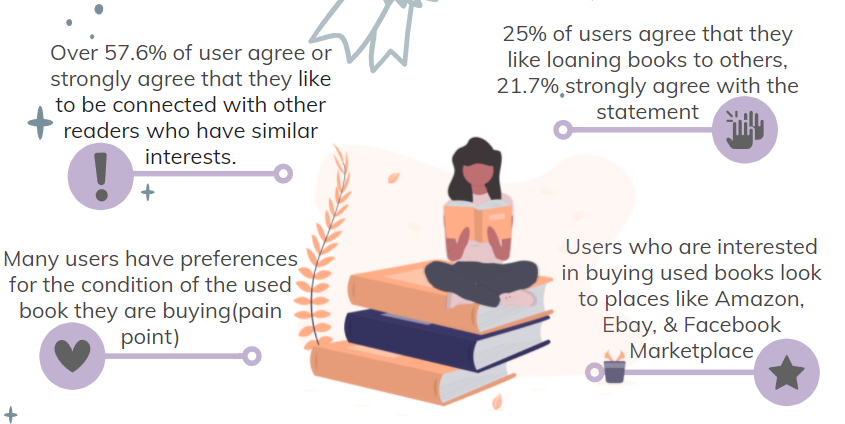 Over 57.6% of user agree or
strongly agree that they like
to be connected with other
readers who have similar
interests.
25% of users agree that they
like loaning books to others,
21.7% strongly agree with the
statement
Many users have preferences
for the condition of the used
book they are buying(pain
point)
Users who are interested
in buying used books look
to places like Amazon,
Ebay, & Facebook
Marketplace